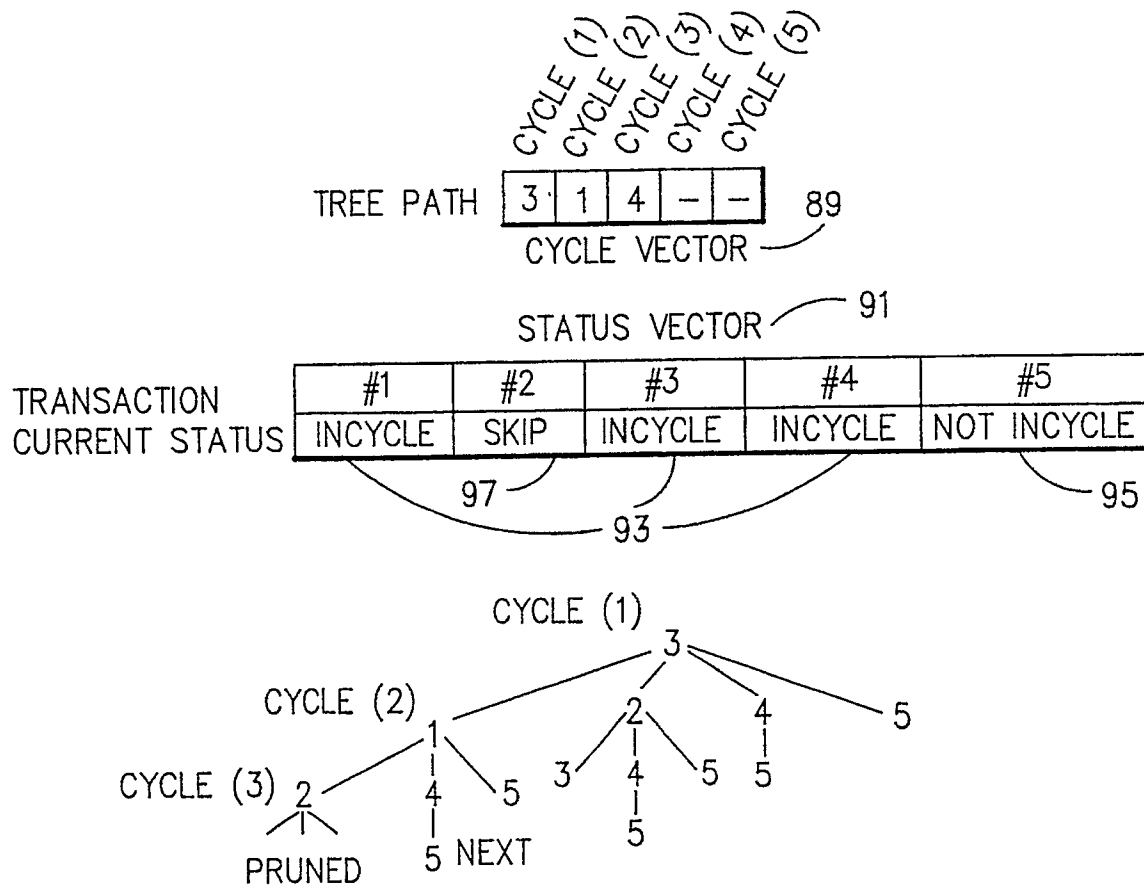 CYCLE (1) CYCLE (2) CYCLE (3) CYCLE (4) CYCLE (5)
TREE PATH 3 1 4 – –
CYCLE VECTOR 89
STATUS VECTOR 91
TRANSACTION #1 #2 #3 #4 #5
CURRENT STATUS INCYCLE SKIP INCYCLE INCYCLE NOT INCYCLE
97 93 95
CYCLE (1) 3
CYCLE (2) 1 2 4 5
CYCLE (3) 2 4 5 3 4 5 5
PRUNED 5 NEXT 5